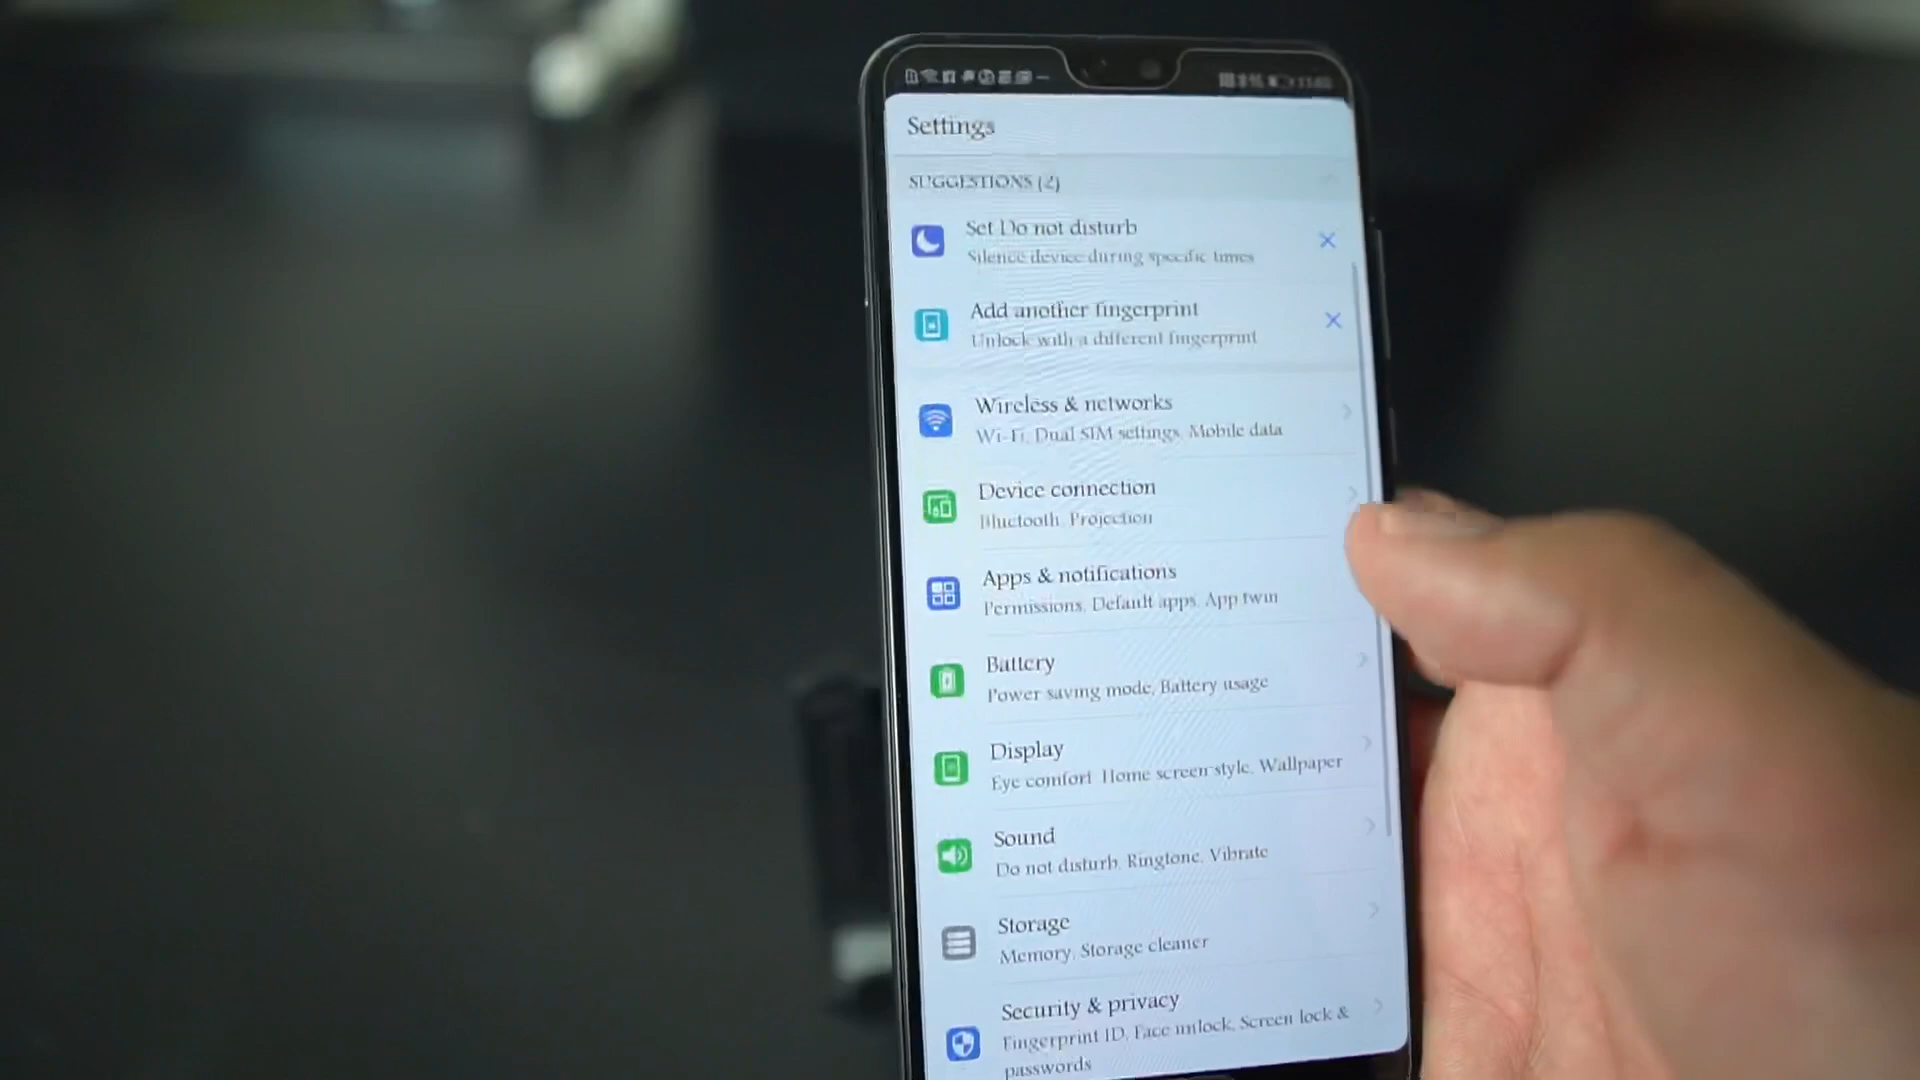 Settings
SUGGESTIONS (2)
Set Do not disturb
Silence device during specific times
Add another fingerprint
Unlock with a different fingerprint
Wireless & networks
Wi-Fi, Dual SIM settings, Mobile data
Device connection
Bluetooth, Projection
Apps & notifications
Permissions, Default apps, App twin
Battery
Power saving mode, Battery usage
Display
Eye comfort, Home screen style, Wallpaper
Sound
Do not disturb, Ringtone, Vibrate
Storage
Memory, Storage cleaner
Security & privacy
Fingerprint ID, Face unlock, Screen lock &
passwords